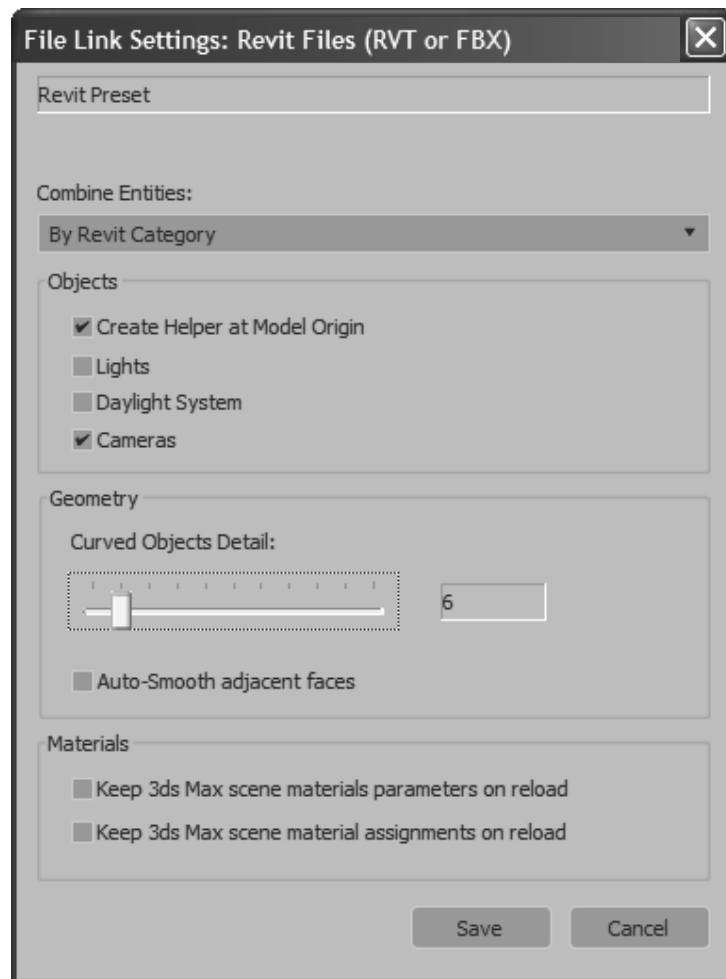 File Link Settings: Revit Files (RVT or FBX)
Revit Preset
Combine Entities:
By Revit Category
Objects
Create Helper at Model Origin
Lights
Daylight System
Cameras
Geometry
Curved Objects Detail:
6
Auto-Smooth adjacent faces
Materials
Keep 3ds Max scene materials parameters on reload
Keep 3ds Max scene material assignments on reload
Save Cancel